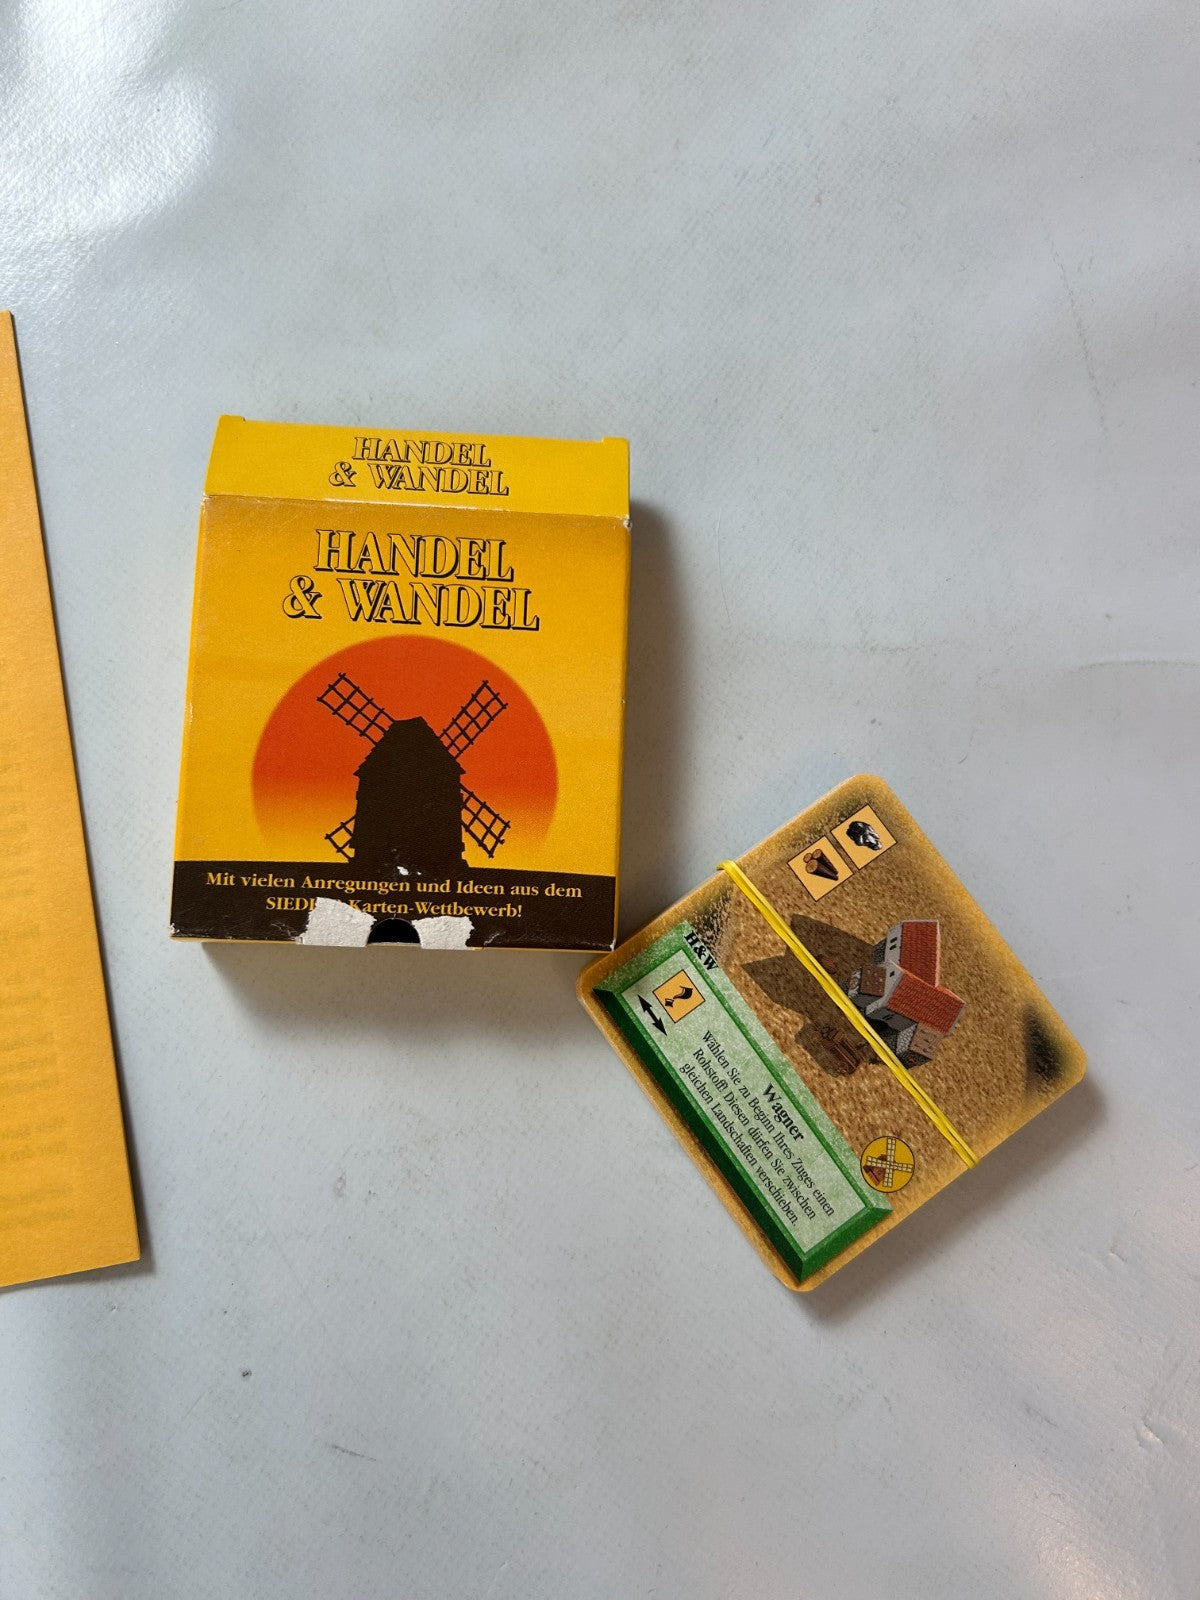 HANDEL
& WANDEL
HANDEL
& WANDEL
Mit vielen Anregungen und Ideen aus dem
Karten-Wettbewerb!
H&W
?
Wagner
Wählen Sie zu Beginn Ihres Zuges einen
Rohstoff! Diesen dürfen Sie zwischen
gleichen Landschaften verschieben.